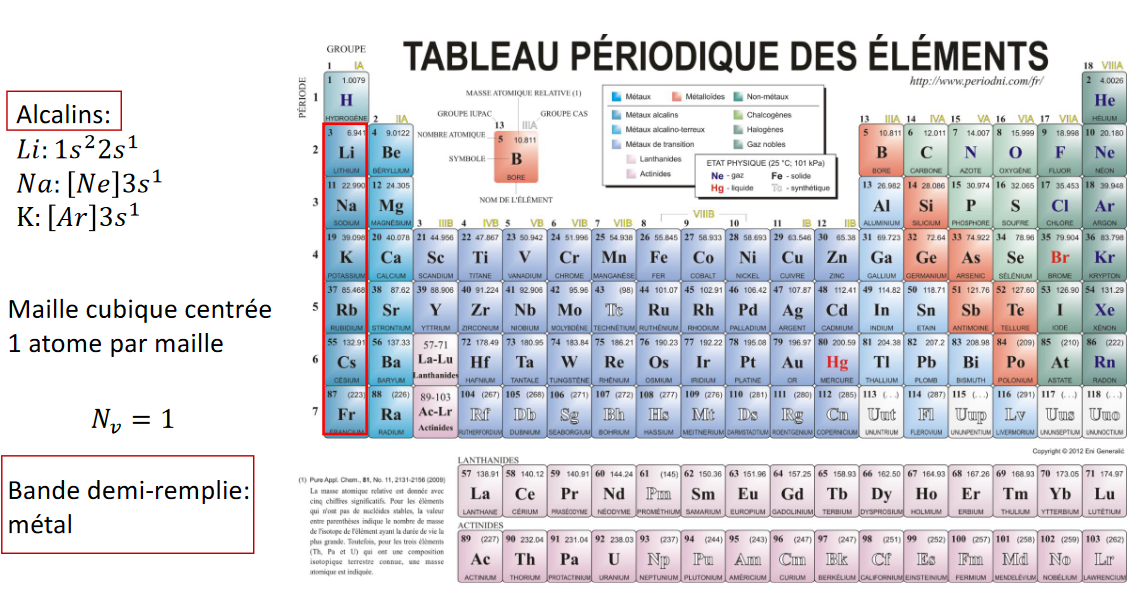 Alcalins:
Li: 1s²2s¹
Na: [Ne]3s¹
K: [Ar]3s¹
Maille cubique centrée
1 atome par maille
Nᵥ = 1
Bande demi-remplie:
métal
TABLEAU PÉRIODIQUE DES ÉLÉMENTS
http://www.periodni.com/fr/
GROUPE
PÉRIODE
MASSE ATOMIQUE RELATIVE (1)
GROUPE IUPAC
GROUPE CAS
13 IIIA
NOMBRE ATOMIQUE
5 10.811
SYMBOLE
B
BORE
NOM DE L'ÉLÉMENT
Métaux Métalloïdes Non-métaux
Métaux alcalins Chalcogènes
Métaux alcalino-terreux Halogènes
Métaux de transition Gaz nobles
Lanthanides
Actinides
ETAT PHYSIQUE (25 °C; 101 kPa)
Ne - gaz Fe - solide
Hg - liquide Tc - synthétique
1 IA 18 VIIIA
1
1 1.0079 2 4.0026
H He
HYDROGÈNE HELIUM
2 IIA 13 IIIA 14 IVA 15 VA 16 VIA 17 VIIA
2
3 6.941 4 9.0122 5 10.811 6 12.011 7 14.007 8 15.999 9 18.998 10 20.180
Li Be B C N O F Ne
LITHIUM BÉRYLLIUM BORE CARBONE AZOTE OXYGÈNE FLUOR NÉON
3
11 22.990 12 24.305 13 26.982 14 28.086 15 30.974 16 32.065 17 35.453 18 39.948
Na Mg Al Si P S Cl Ar
SODIUM MAGNÉSIUM ALUMINIUM SILICIUM PHOSPHORE SOUFRE CHLORE ARGON
3 IIIB 4 IVB 5 VB 6 VIB 7 VIIB 8 9 VIIIB 10 11 IB 12 IIB
4
19 39.098 20 40.078 21 44.956 22 47.867 23 50.942 24 51.996 25 54.938 26 55.845 27 58.933 28 58.693 29 63.546 30 65.38 31 69.723 32 72.64 33 74.922 34 78.96 35 79.904 36 83.798
K Ca Sc Ti V Cr Mn Fe Co Ni Cu Zn Ga Ge As Se Br Kr
POTASSIUM CALCIUM SCANDIUM TITANE VANADIUM CHROME MANGANÈSE FER COBALT NICKEL CUIVRE ZINC GALLIUM GERMANIUM ARSENIC SÉLÉNIUM BROME KRYPTON
5
37 85.468 38 87.62 39 88.906 40 91.224 41 92.906 42 95.96 43 (98) 44 101.07 45 102.91 46 106.42 47 107.87 48 112.41 49 114.82 50 118.71 51 121.76 52 127.60 53 126.90 54 131.29
Rb Sr Y Zr Nb Mo Tc Ru Rh Pd Ag Cd In Sn Sb Te I Xe
RUBIDIUM STRONTIUM YTTRIUM ZIRCONIUM NIOBIUM MOLYBDÈNE TECHNÉTIUM RUTHÉNIUM RHODIUM PALLADIUM ARGENT CADMIUM INDIUM ETAIN ANTIMOINE TELLURE IODE XÉNON
6
55 132.91 56 137.33 57-71 72 178.49 73 180.95 74 183.84 75 186.21 76 190.23 77 192.22 78 195.08 79 196.97 80 200.59 81 204.38 82 207.2 83 208.98 84 (209) 85 (210) 86 (222)
Cs Ba La-Lu Hf Ta W Re Os Ir Pt Au Hg Tl Pb Bi Po At Rn
CÉSIUM BARYUM Lanthanides HAFNIUM TANTALE TUNGSTÈNE RHÉNIUM OSMIUM IRIDIUM PLATINE OR MERCURE THALLIUM PLOMB BISMUTH POLONIUM ASTATE RADON
7
87 (223) 88 (226) 89-103 104 (267) 105 (268) 106 (271) 107 (272) 108 (277) 109 (276) 110 (281) 111 (280) 112 (285) 113 (...) 114 (287) 115 (...) 116 (291) 117 (...) 118 (...)
Fr Ra Ac-Lr Rf Db Sg Bh Hs Mt Ds Rg Cn Uut Fl Uup Lv Uus Uuo
FRANCIUM RADIUM Actinides RUTHERFORDIUM DUBNIUM SEABORGIUM BOHRIUM HASSIUM MEITNERIUM DARMSTADTIUM ROENTGENIUM COPERNICIUM UNUNTRIUM FLEROVIUM UNUNPENTIUM LIVERMORIUM UNUNSEPTIUM UNUNOCTIUM
Copyright © 2012 Eni Generalić
LANTHANIDES
57 138.91 58 140.12 59 140.91 60 144.24 61 (145) 62 150.36 63 151.96 64 157.25 65 158.93 66 162.50 67 164.93 68 167.26 69 168.93 70 173.05 71 174.97
La Ce Pr Nd Pm Sm Eu Gd Tb Dy Ho Er Tm Yb Lu
LANTHANE CÉRIUM PRASÉODYME NÉODYME PROMÉTHIUM SAMARIUM EUROPIUM GADOLINIUM TERBIUM DYSPROSIUM HOLMIUM ERBIUM THULIUM YTTERBIUM LUTÉTIUM
ACTINIDES
89 (227) 90 232.04 91 231.04 92 238.03 93 (237) 94 (244) 95 (243) 96 (247) 97 (247) 98 (251) 99 (252) 100 (257) 101 (258) 102 (259) 103 (262)
Ac Th Pa U Np Pu Am Cm Bk Cf Es Fm Md No Lr
ACTINIUM THORIUM PROTACTINIUM URANIUM NEPTUNIUM PLUTONIUM AMÉRICIUM CURIUM BERKÉLIUM CALIFORNIUM EINSTEINIUM FERMIUM MENDELÉVIUM NOBÉLIUM LAWRENCIUM
(1) Pure Appl. Chem., 81, No. 11, 2131-2156 (2009)
La masse atomique relative est donnée avec
cinq chiffres significatifs. Pour les éléments
qui n'ont pas de nucléides stables, la valeur
entre parenthèses indique le nombre de masse
de l'isotope de l'élément ayant la durée de vie la
plus grande. Toutefois, pour les trois éléments
(Th, Pa et U) qui ont une composition
isotopique terrestre connue, une masse
atomique est indiquée.